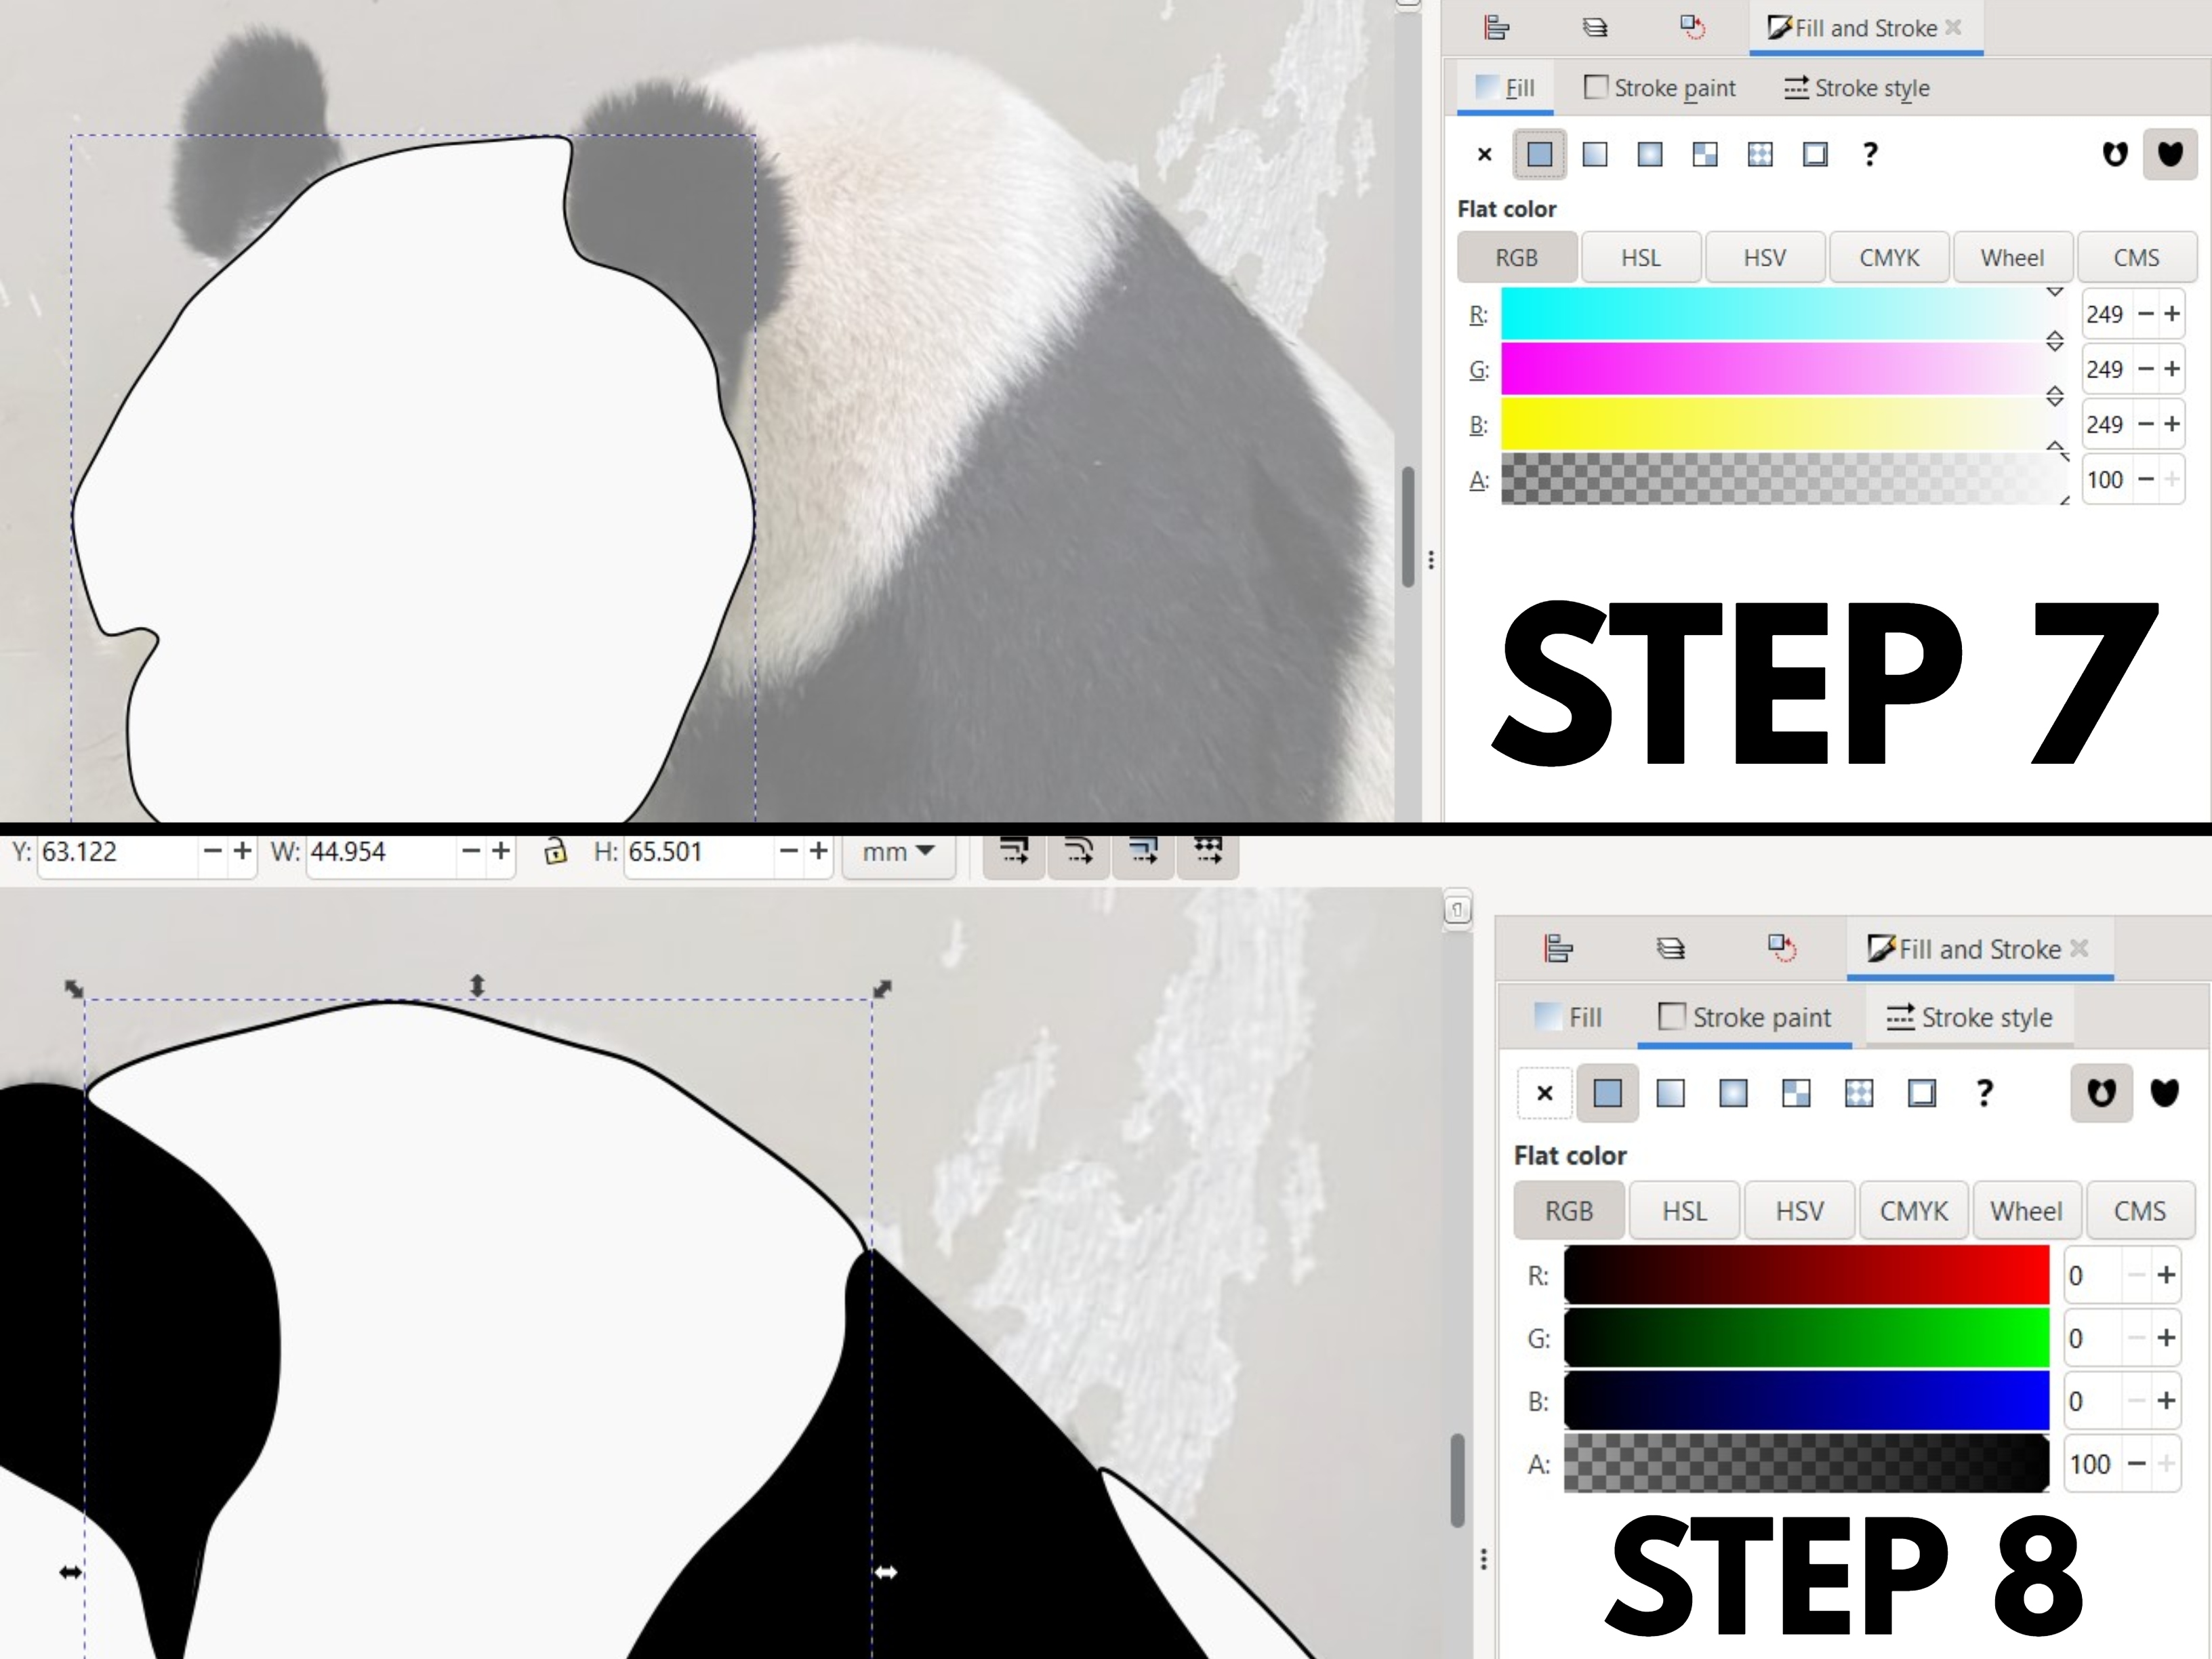 Fill and Stroke
Fill Stroke paint Stroke style
?
Flat color
RGB HSL HSV CMYK Wheel CMS
R: 249 − +
G: 249 − +
B: 249 − +
A: 100 − +
STEP 7
Y: 63.122 − + W: 44.954 − + H: 65.501 − + mm
Fill and Stroke
Fill Stroke paint Stroke style
?
Flat color
RGB HSL HSV CMYK Wheel CMS
R: 0 − +
G: 0 − +
B: 0 − +
A: 100 − +
STEP 8